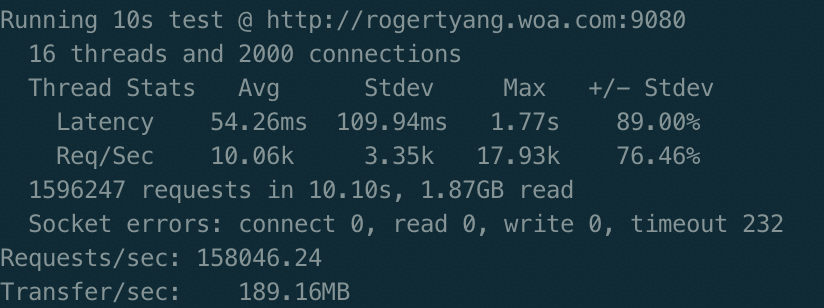 Running 10s test @ http://rogertyang.woa.com:9080
  16 threads and 2000 connections
  Thread Stats   Avg      Stdev     Max   +/- Stdev
    Latency    54.26ms  109.94ms   1.77s    89.00%
    Req/Sec    10.06k     3.35k   17.93k    76.46%
  1596247 requests in 10.10s, 1.87GB read
  Socket errors: connect 0, read 0, write 0, timeout 232
Requests/sec: 158046.24
Transfer/sec:    189.16MB